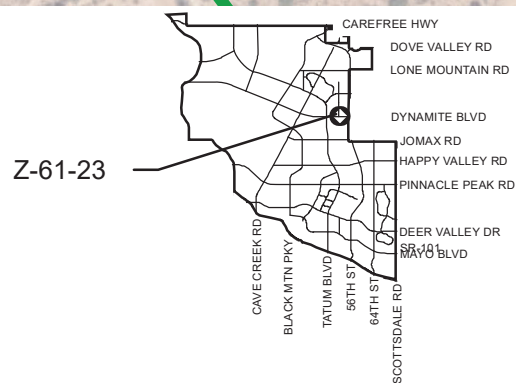 CAREFREE HWY
DOVE VALLEY RD
LONE MOUNTAIN RD
DYNAMITE BLVD
JOMAX RD
HAPPY VALLEY RD
PINNACLE PEAK RD
DEER VALLEY DR
SR-101
MAYO BLVD
Z-61-23
CAVE CREEK RD
BLACK MTN PKY
TATUM BLVD
56TH ST
64TH ST
SCOTTSDALE RD